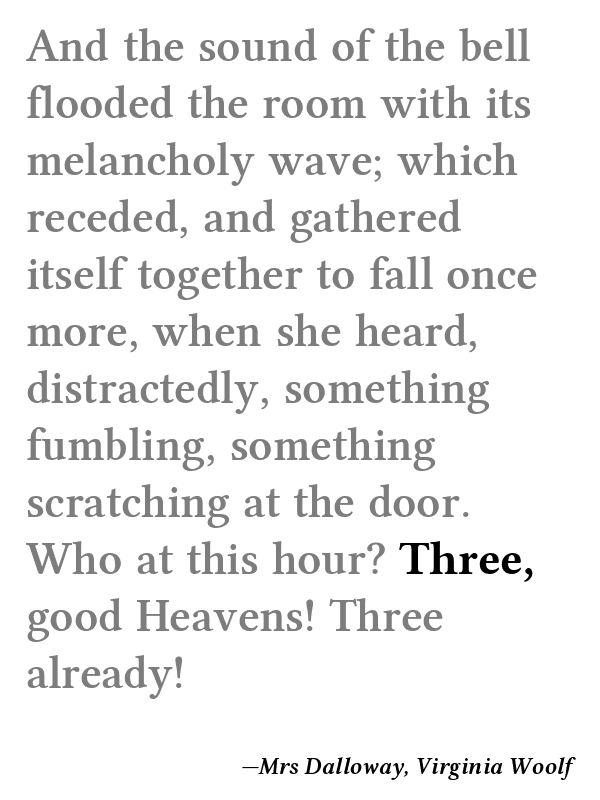 And the sound of the bell
flooded the room with its
melancholy wave; which
receded, and gathered
itself together to fall once
more, when she heard,
distractedly, something
fumbling, something
scratching at the door.
Who at this hour? Three,
good Heavens! Three
already!
—Mrs Dalloway, Virginia Woolf